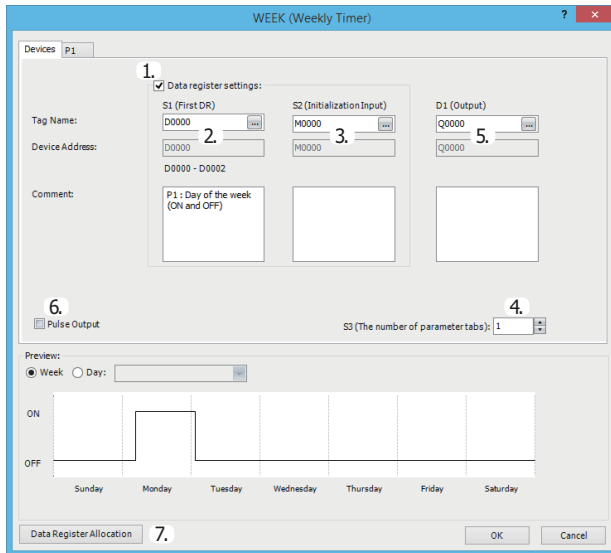 WEEK (Weekly Timer)
? x
Devices P1
1.
Data register settings:
S1 (First DR) S2 (Initialization Input) D1 (Output)
Tag Name: D0000 ... M0000 ... Q0000 ...
2. 3. 5.
Device Address: D0000 M0000 Q0000
D0000 - D0002
Comment: P1 : Day of the week
(ON and OFF)
6. 4.
Pulse Output S3 (The number of parameter tabs): 1
Preview:
Week Day:
ON
OFF
Sunday Monday Tuesday Wednesday Thursday Friday Saturday
Data Register Allocation 7. OK Cancel